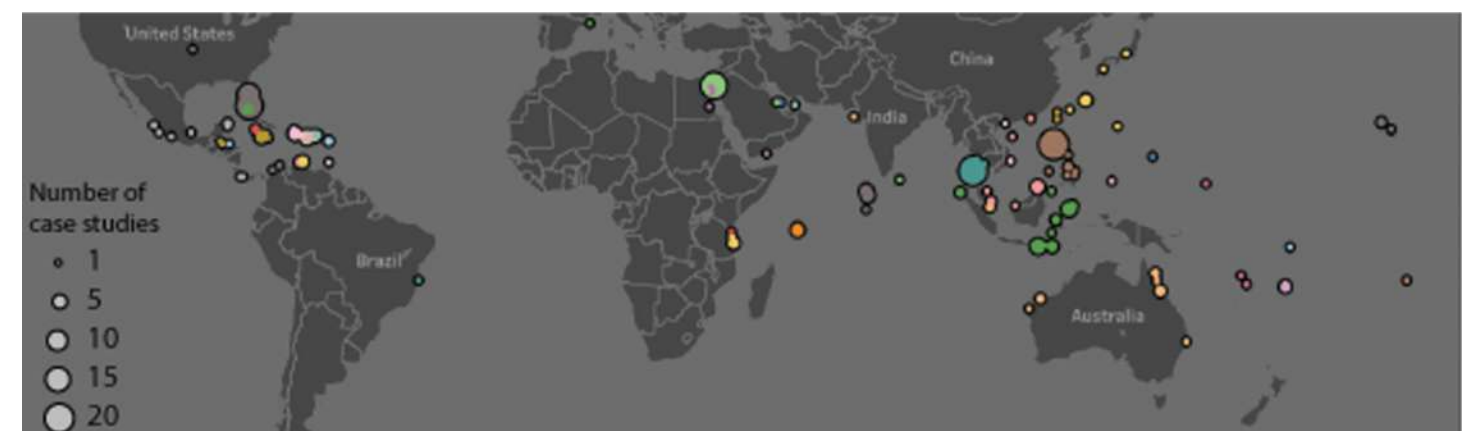 United States
China
India
Number of
case studies
1
5
10
15
20
Brazil
Australia